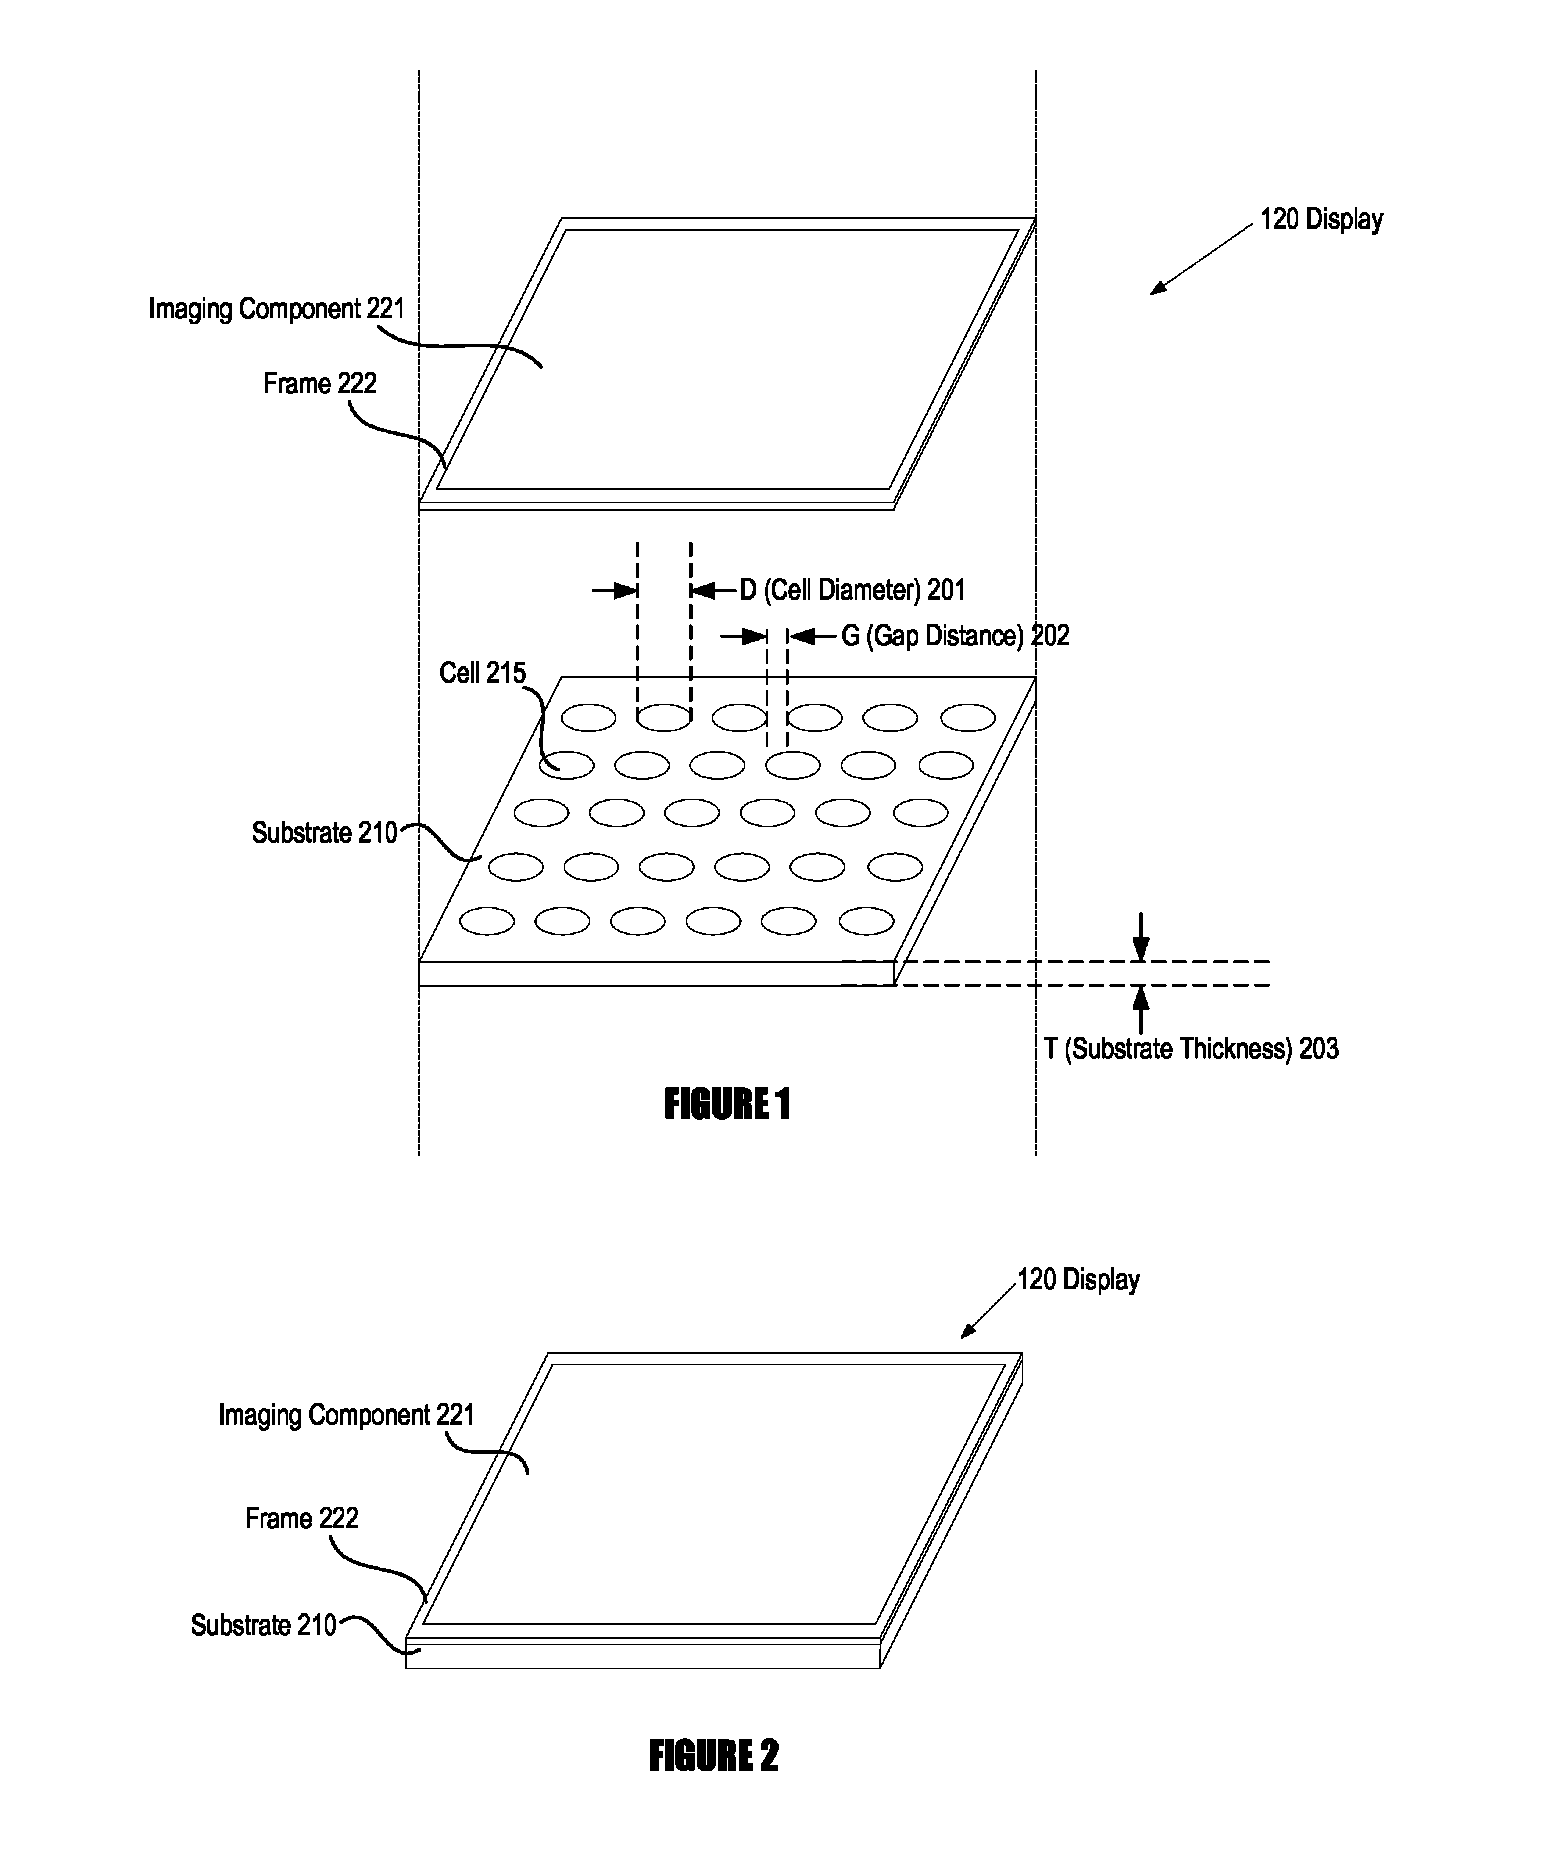 120 Display
Imaging Component 221
Frame 222
D (Cell Diameter) 201
G (Gap Distance) 202
Cell 215
Substrate 210
T (Substrate Thickness) 203
FIGURE 1
120 Display
Imaging Component 221
Frame 222
Substrate 210
FIGURE 2